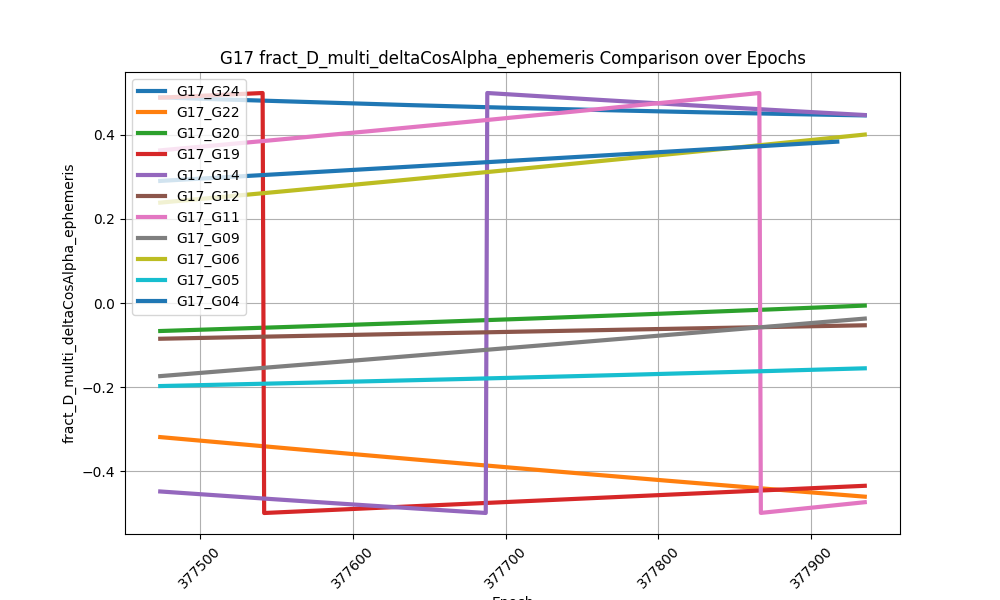 G17 fract_D_multi_deltaCosAlpha_ephemeris Comparison over Epochs
fract_D_multi_deltaCosAlpha_ephemeris
0.4
0.2
0.0
−0.2
−0.4
G17_G24
G17_G22
G17_G20
G17_G19
G17_G14
G17_G12
G17_G11
G17_G09
G17_G06
G17_G05
G17_G04
377500
377600
377700
377800
377900
Epoch